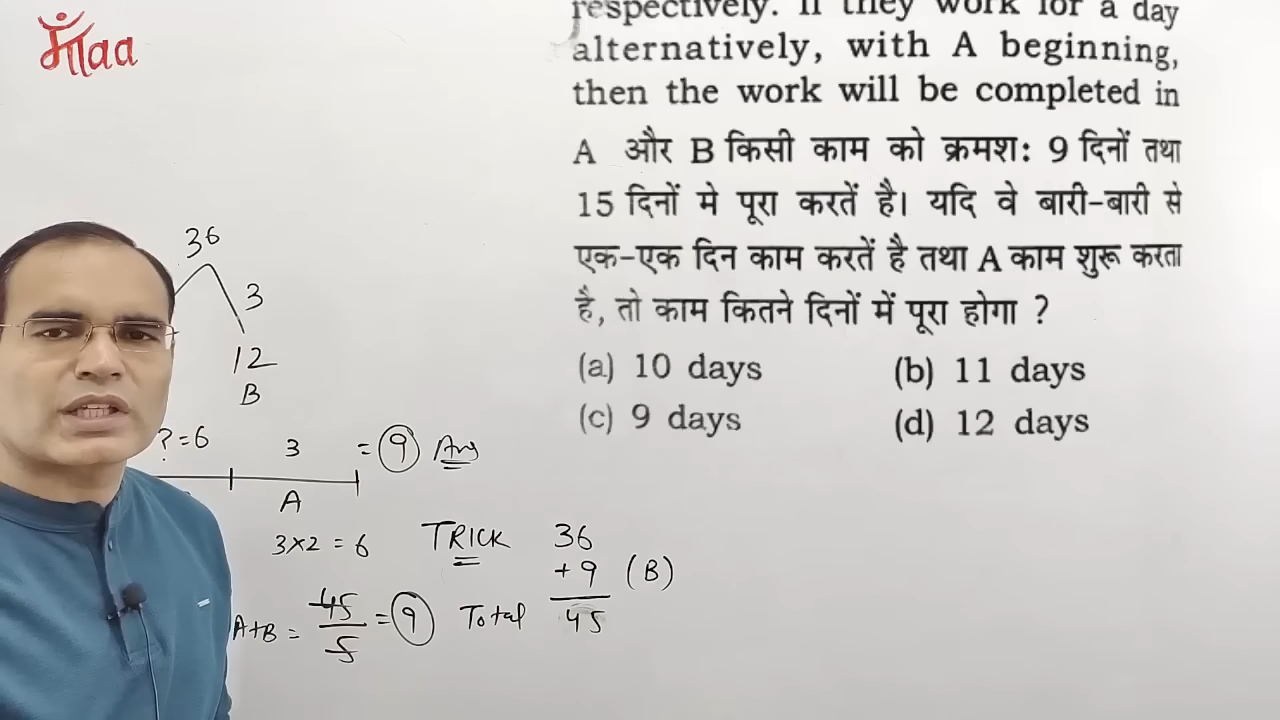 माँaa
respectively. If they work for a day
alternatively, with A beginning,
then the work will be completed in
A और B किसी काम को क्रमश: 9 दिनों तथा
15 दिनों मे पूरा करतें है। यदि वे बारी-बारी से
एक-एक दिन काम करतें है तथा A काम शुरू करता
है, तो काम कितने दिनों में पूरा होगा ?
(a) 10 days (b) 11 days
(c) 9 days (d) 12 days
36
3
12
B
? = 6 3 = 9 Ans
A
3×2 = 6
TRICK 36
+ 9 (B)
A+B = 45/5 = 9 Total 45